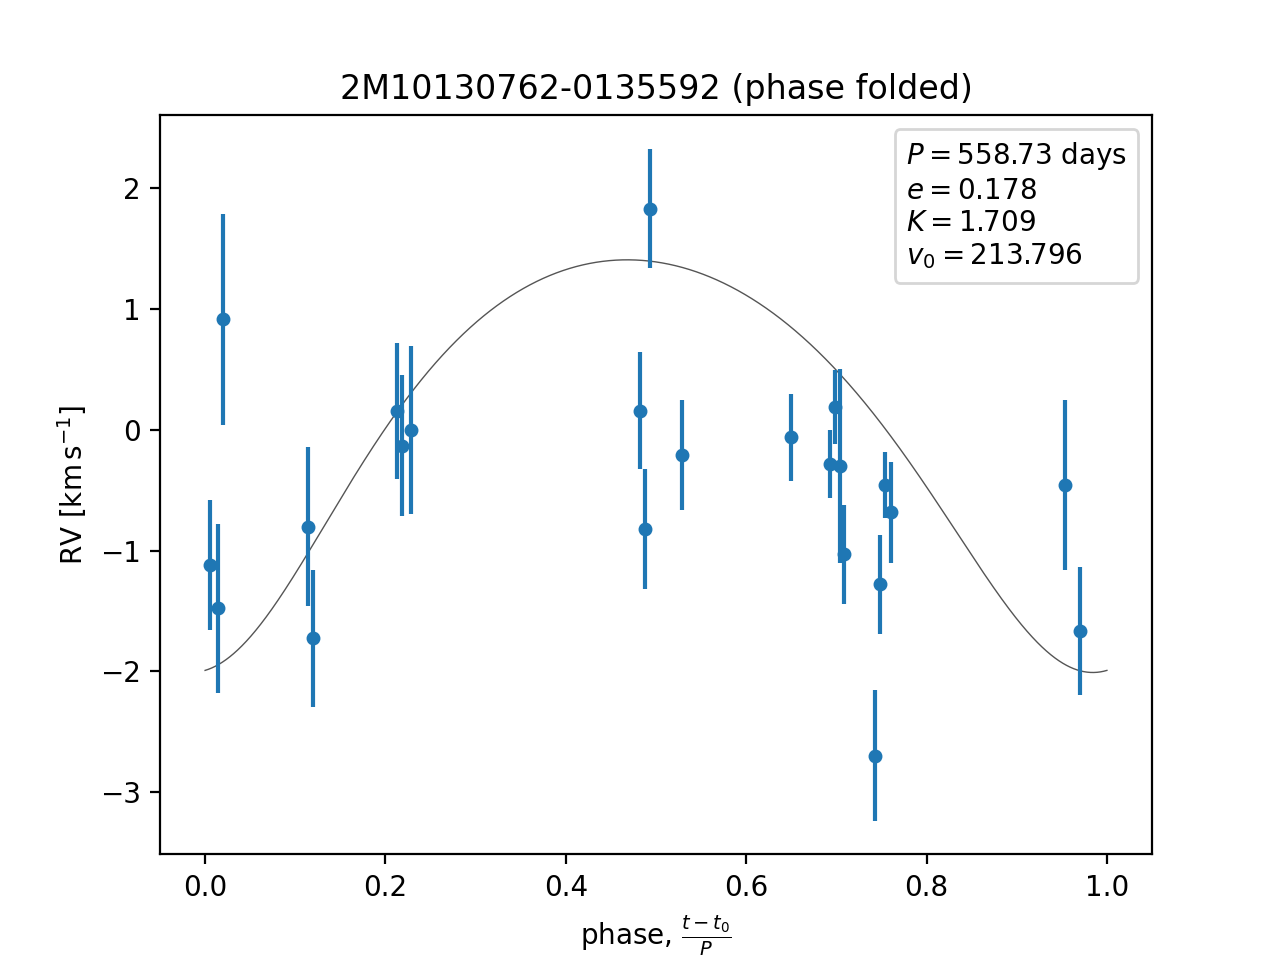 2M10130762-0135592 (phase folded)
P = 558.73 days
e = 0.178
K = 1.709
v₀ = 213.796
RV [km s⁻¹]
2
1
0
−1
−2
−3
0.0 0.2 0.4 0.6 0.8 1.0
phase, (t − t₀)/P